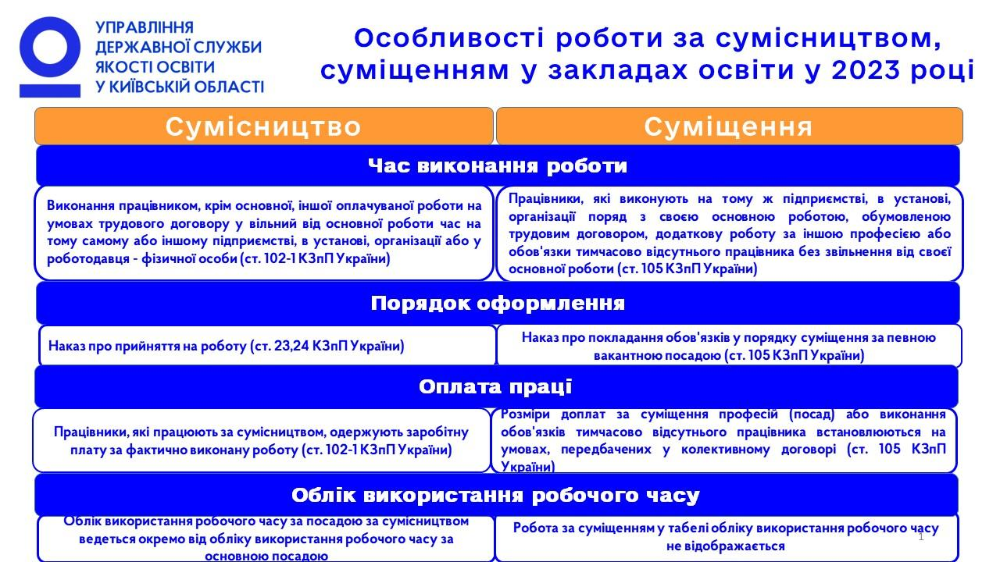 УПРАВЛІННЯ
ДЕРЖАВНОЇ СЛУЖБИ
ЯКОСТІ ОСВІТИ
У КИЇВСЬКІЙ ОБЛАСТІ
Особливості роботи за сумісництвом,
суміщенням у закладах освіти у 2023 році
Сумісництво
Суміщення
Час виконання роботи
Виконання працівником, крім основної, іншої оплачуваної роботи на
умовах трудового договору у вільний від основної роботи час на
тому самому або іншому підприємстві, в установі, організації або у
роботодавця - фізичної особи (ст. 102-1 КЗпП України)
Працівники, які виконують на тому ж підприємстві, в установі,
організації поряд з своєю основною роботою, обумовленою
трудовим договором, додаткову роботу за іншою професією або
обов'язки тимчасово відсутнього працівника без звільнення від своєї
основної роботи (ст. 105 КЗпП України)
Порядок оформлення
Наказ про прийняття на роботу (ст. 23,24 КЗпП України)
Наказ про покладання обов'язків у порядку суміщення за певною
вакантною посадою (ст. 105 КЗпП України)
Оплата праці
Працівники, які працюють за сумісництвом, одержують заробітну
плату за фактично виконану роботу (ст. 102-1 КЗпП України)
Розміри доплат за суміщення професій (посад) або виконання
обов'язків тимчасово відсутнього працівника встановлюються на
умовах, передбачених у колективному договорі (ст. 105 КЗпП
України)
Облік використання робочого часу
Облік використання робочого часу за посадою за сумісництвом
ведеться окремо від обліку використання робочого часу за
основною посадою
Робота за суміщенням у табелі обліку використання робочого часу
не відображається
1